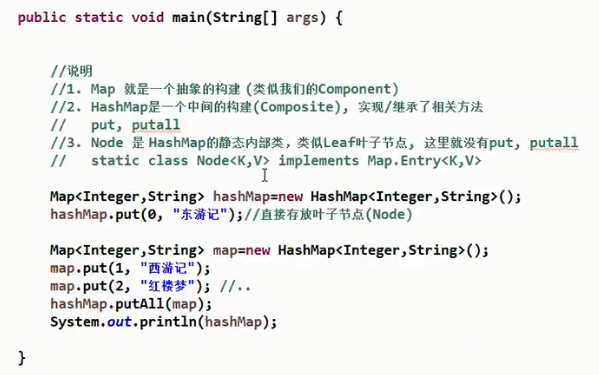 public static void main(String[] args) {
//说明
//1. Map 就是一个抽象的构建 (类似我们的Component)
//2. HashMap是一个中间的构建(Composite), 实现/继承了相关方法
// put, putall
//3. Node 是 HashMap的静态内部类，类似Leaf叶子节点, 这里就没有put, putall
// static class Node<K,V> implements Map.Entry<K,V>
Map<Integer,String> hashMap=new HashMap<Integer,String>();
hashMap.put(0, "东游记");//直接存放叶子节点(Node)
Map<Integer,String> map=new HashMap<Integer,String>();
map.put(1, "西游记");
map.put(2, "红楼梦"); //..
hashMap.putAll(map);
System.out.println(hashMap);
}